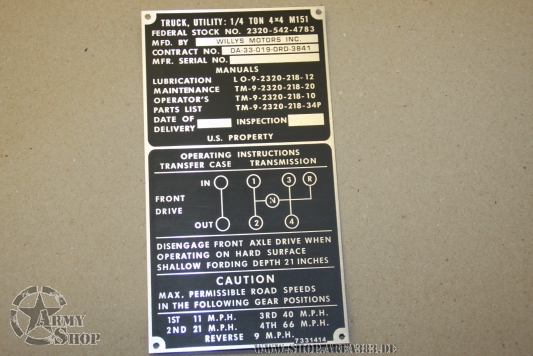 TRUCK, UTILITY: 1/4 TON 4×4 M151
FEDERAL STOCK NO. 2320-542-4783
MFD. BY WILLYS MOTORS INC.
CONTRACT NO. DA-33-019-ORD-3841
MFR. SERIAL NO.
MANUALS
LUBRICATION LO-9-2320-218-12
MAINTENANCE TM-9-2320-218-20
OPERATOR'S TM-9-2320-218-10
PARTS LIST TM-9-2320-218-34P
DATE OF
DELIVERY INSPECTION
U.S. PROPERTY
OPERATING INSTRUCTIONS
TRANSFER CASE TRANSMISSION
IN 1 3 R
FRONT
DRIVE
N
OUT 2 4
DISENGAGE FRONT AXLE DRIVE WHEN
OPERATING ON HARD SURFACE
SHALLOW FORDING DEPTH 21 INCHES
CAUTION
MAX. PERMISSIBLE ROAD SPEEDS
IN THE FOLLOWING GEAR POSITIONS
1ST 11 M.P.H. 3RD 40 M.P.H.
2ND 21 M.P.H. 4TH 66 M.P.H.
REVERSE 9 M.P.H.
7331414
ARMY
SHOP
WWW.SHOP.AREA383.DE